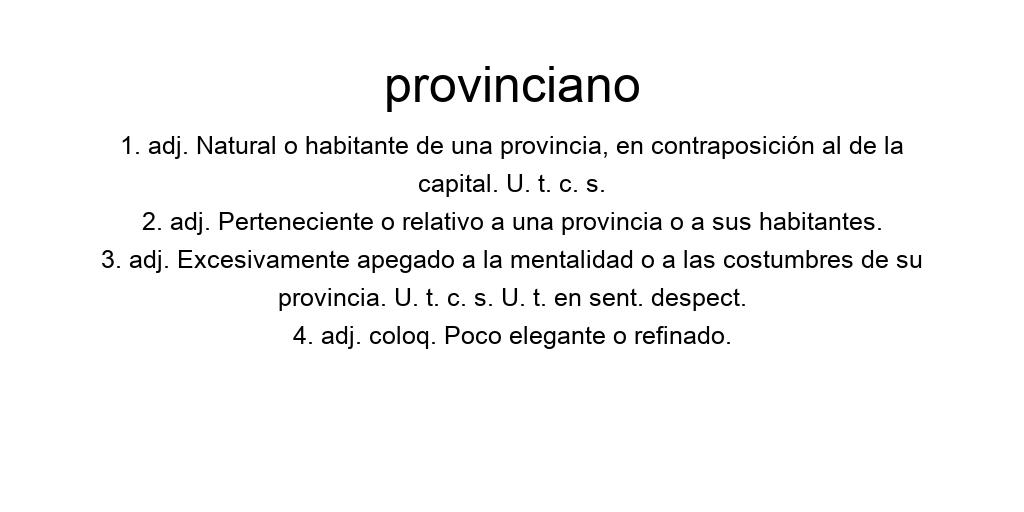 provinciano
1. adj. Natural o habitante de una provincia, en contraposición al de la
capital. U. t. c. s.
2. adj. Perteneciente o relativo a una provincia o a sus habitantes.
3. adj. Excesivamente apegado a la mentalidad o a las costumbres de su
provincia. U. t. c. s. U. t. en sent. despect.
4. adj. coloq. Poco elegante o refinado.